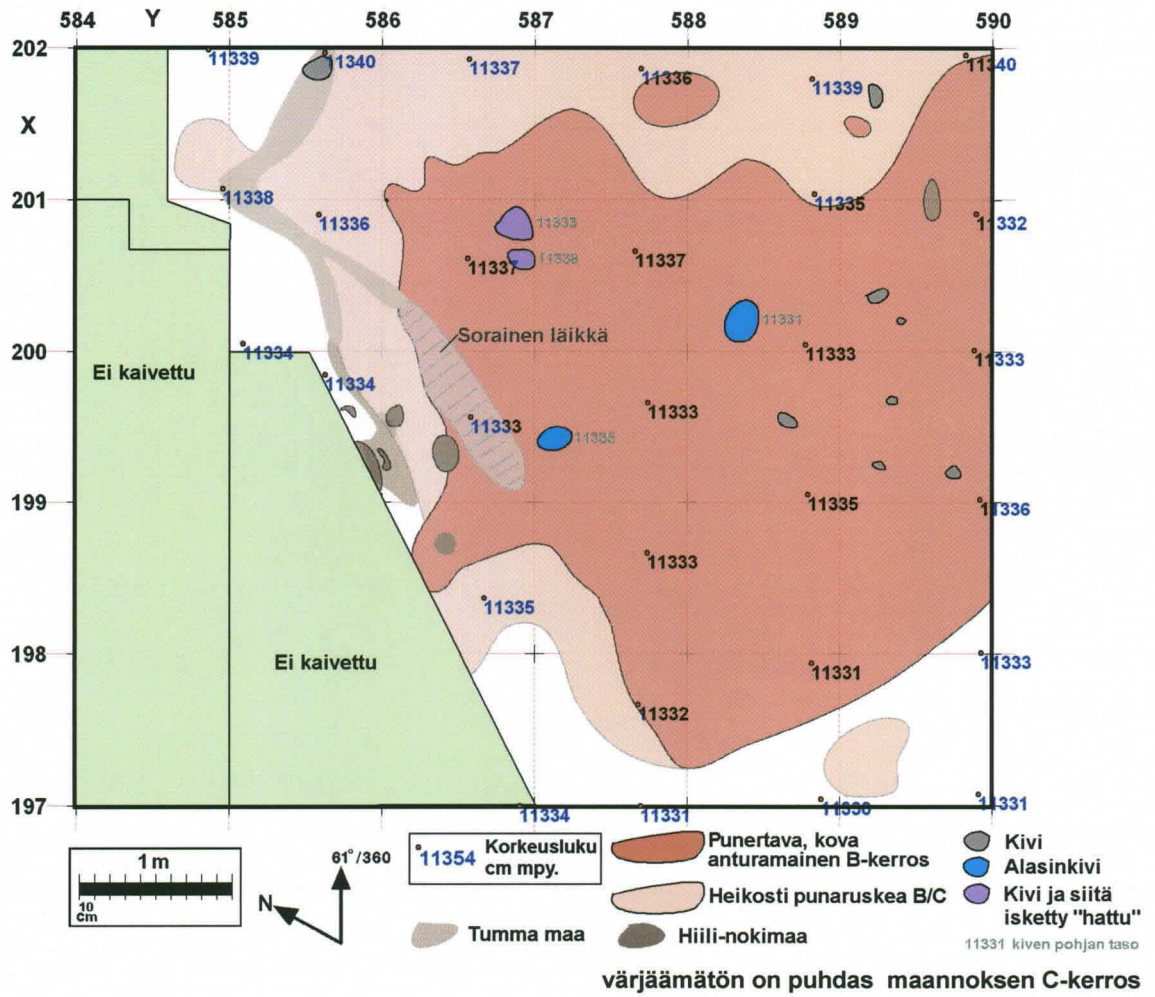 584 Y 585 586 587 588 589 590
202
11339 11340 11337 11336 11339 11340
X
201
11338 11336 11335 11332
11333
11337 11338 11337
11331
Sorainen läikkä
200
11334 11333 11333
Ei kaivettu
11334
11333 11333
11335
199
11335 11336
11333
11335
198
Ei kaivettu
11331 11333
11332
197
11334 11331 11330 11331
1 m
10
cm
61°/360
N
11354 Korkeusluku
cm mpy.
Punertava, kova
anturamainen B-kerros
Heikosti punaruskea B/C
Tumma maa
Hiili-nokimaa
Kivi
Alasinkivi
Kivi ja siitä
isketty "hattu"
11331 kiven pohjan taso
värjäämätön on puhdas maannoksen C-kerros